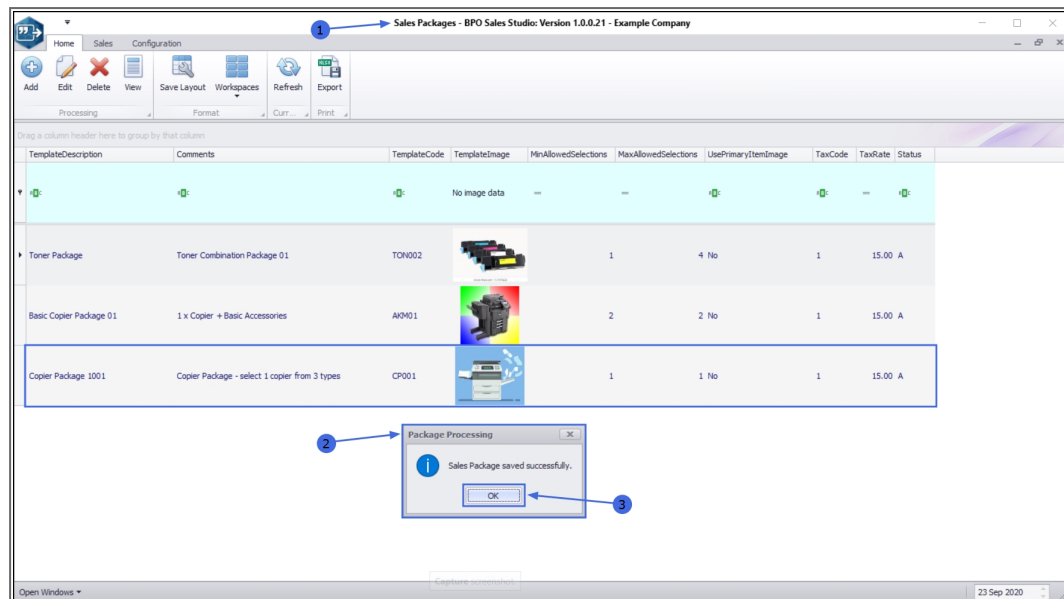 1
Sales Packages - BPO Sales Studio: Version 1.0.0.21 - Example Company
Home Sales Configuration
Add Edit Delete View Save Layout Workspaces Refresh Export
Processing Format Curr... Print
Drag a column header here to group by that column
TemplateDescription Comments TemplateCode TemplateImage MinAllowedSelections MaxAllowedSelections UsePrimaryItemImage TaxCode TaxRate Status
No image data
Toner Package Toner Combination Package 01 TON002 1 4 No 1 15.00 A
Basic Copier Package 01 1 x Copier + Basic Accessories AKM01 2 2 No 1 15.00 A
Copier Package 1001 Copier Package - select 1 copier from 3 types CP001 1 1 No 1 15.00 A
2
Package Processing
Sales Package saved successfully.
OK
3
Capture screenshot.
Open Windows 23 Sep 2020